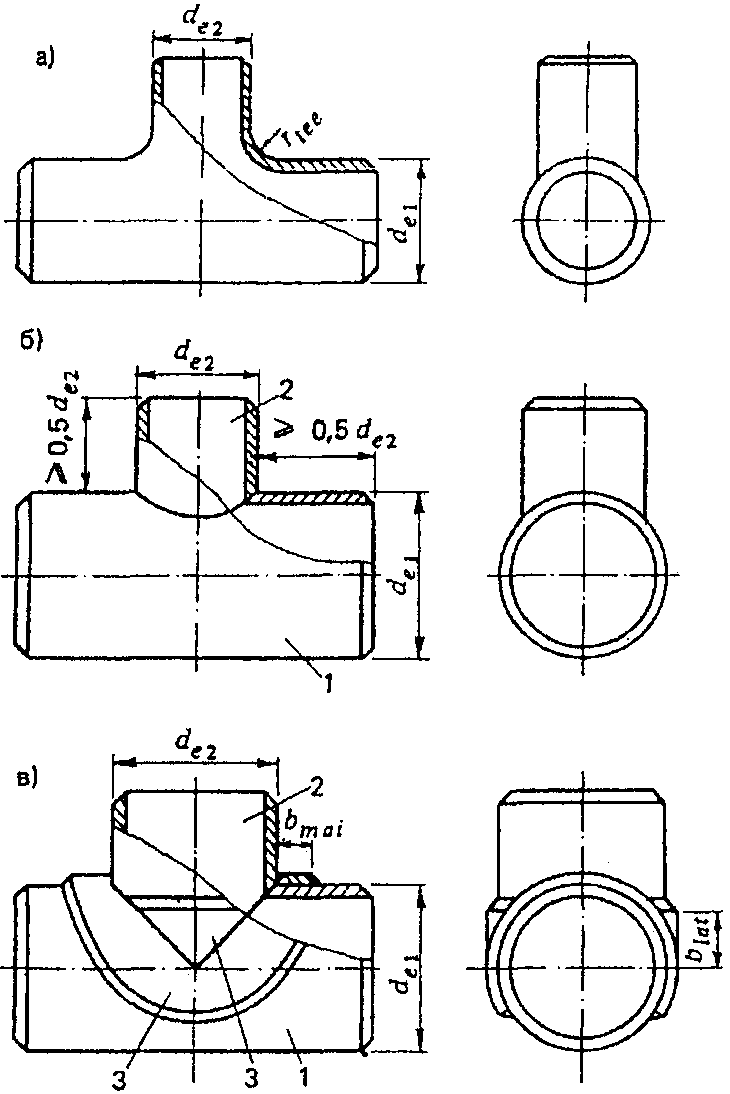 a)
d e2
r tee
d e1
б)
d e2
2
≥ 0,5 d e2
≥ 0,5 d e2
d e1
1
в)
d e2
2
b mai
d e1
b lat
3
3
1